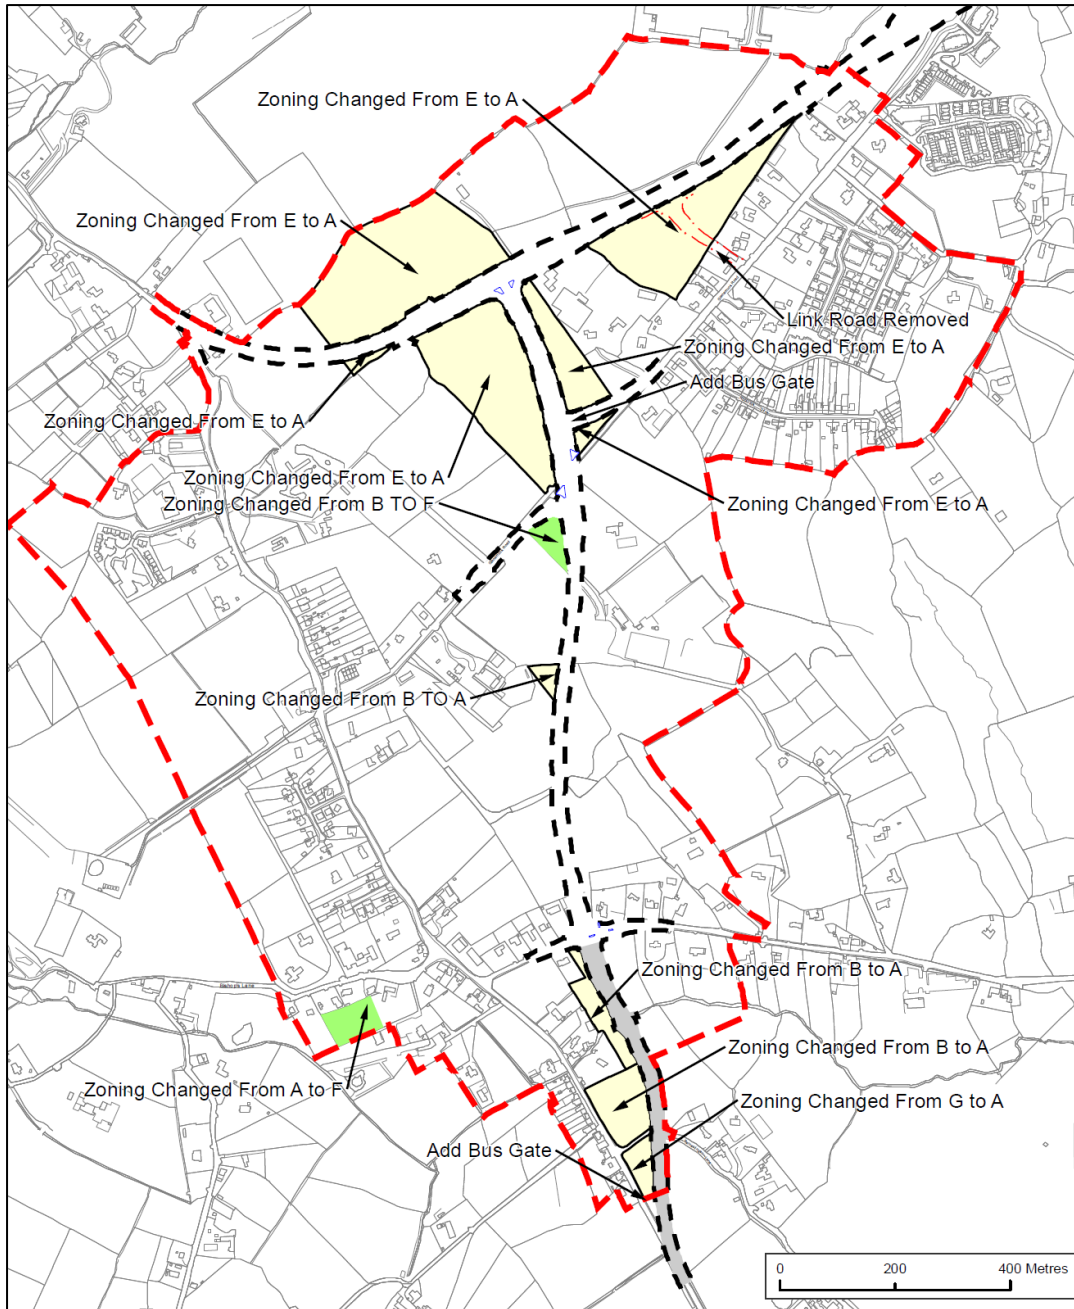 Zoning Changed From E to A
Zoning Changed From E to A
Link Road Removed
Zoning Changed From E to A
Add Bus Gate
Zoning Changed From E to A
Zoning Changed From E to A
Zoning Changed From B TO F
Zoning Changed From E to A
Zoning Changed From B TO A
Zoning Changed From B to A
Zoning Changed From B to A
Zoning Changed From A to F
Zoning Changed From G to A
Add Bus Gate
0 200 400 Metres